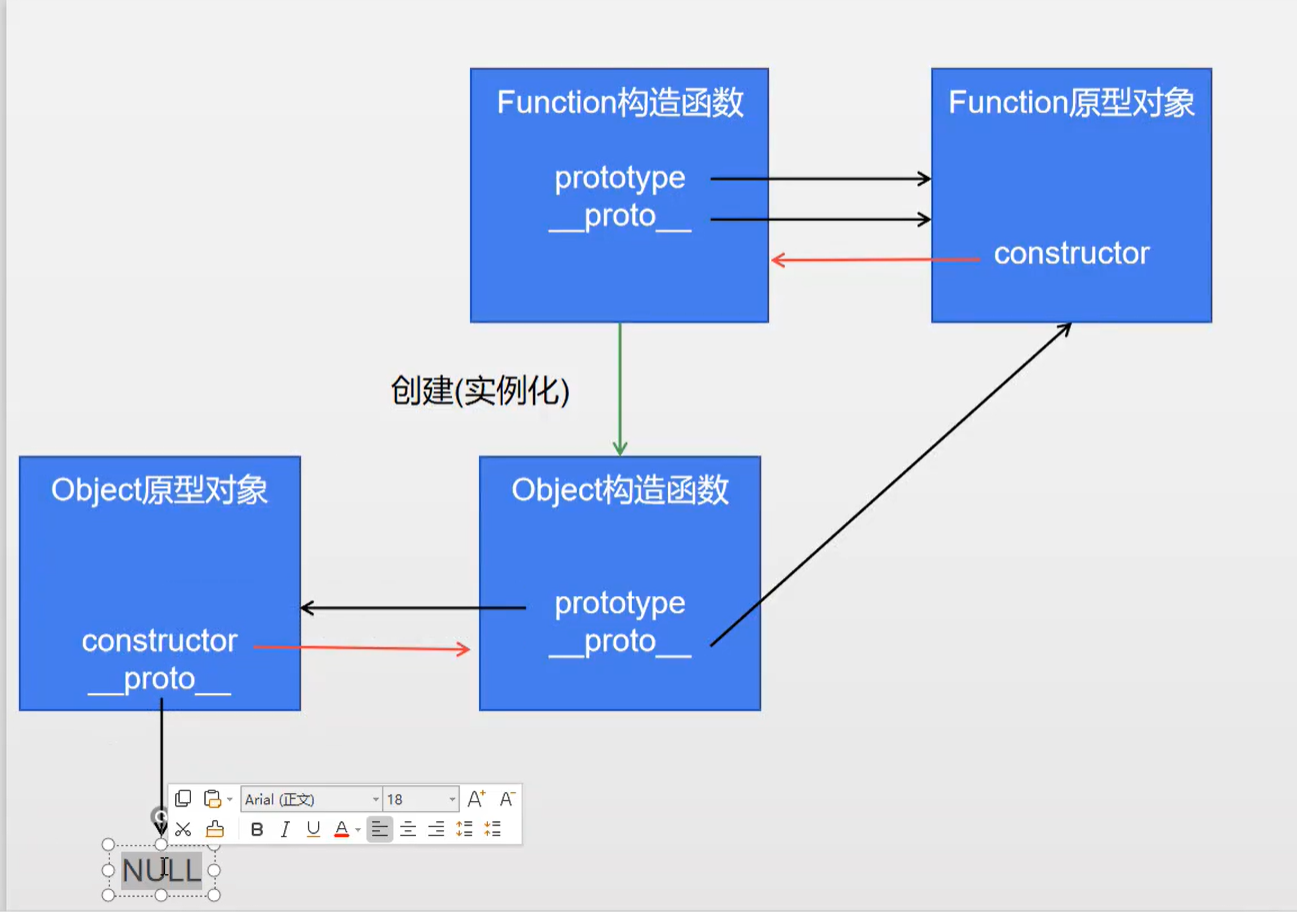 Function构造函数
prototype
__proto__
Function原型对象
constructor
创建(实例化)
Object原型对象
constructor
__proto__
Object构造函数
prototype
__proto__
Arial (正文)
18
A+
A-
B
I
U
A
NULL